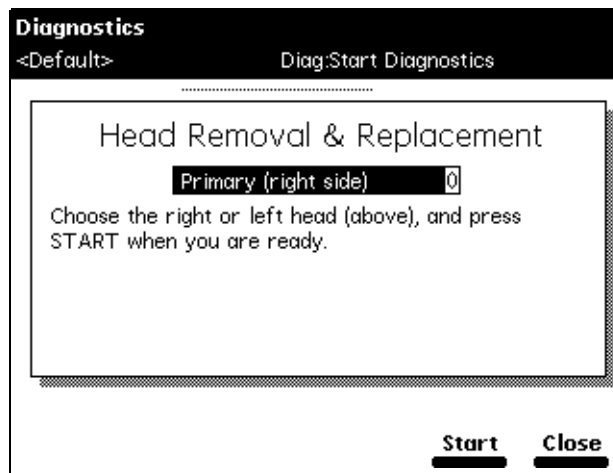 Diagnostics
<Default> Diag:Start Diagnostics
Head Removal & Replacement
Primary (right side) 0
Choose the right or left head (above), and press
START when you are ready.
Start Close